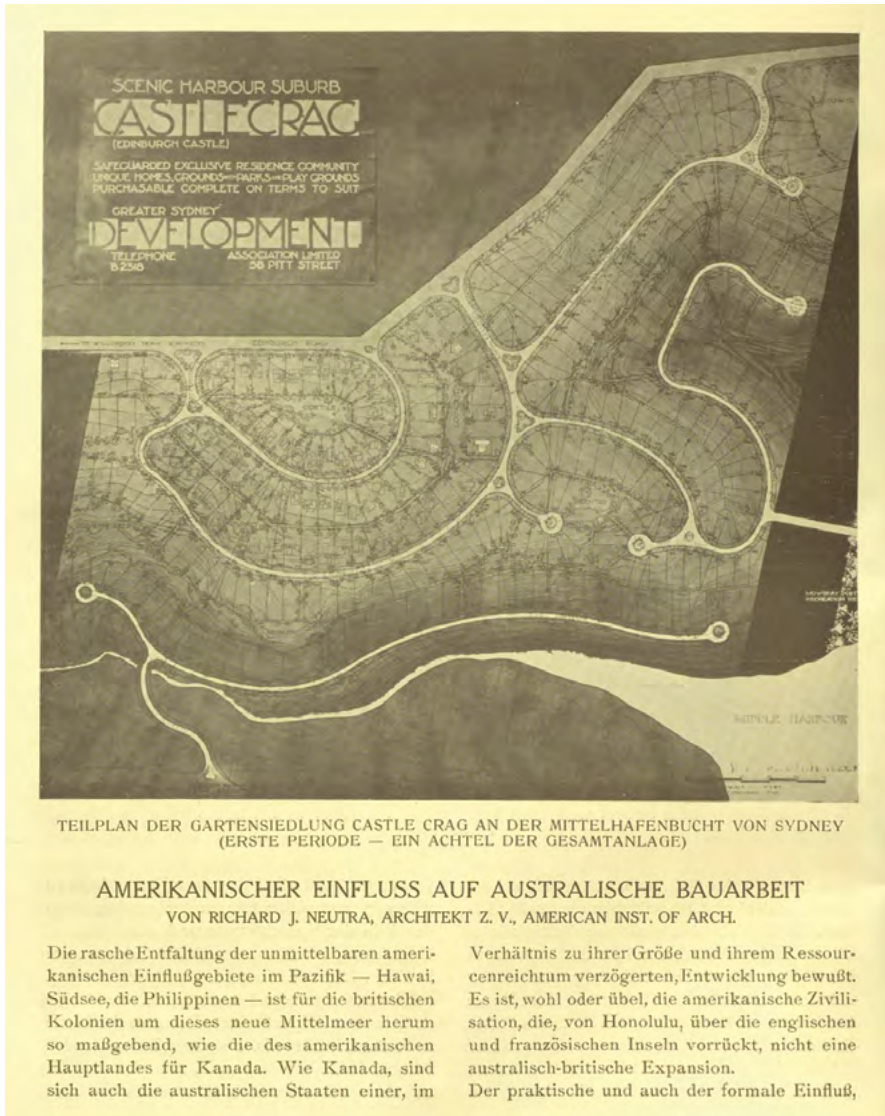 SCENIC HARBOUR SUBURB
CASTLECRAG
(EDINBURGH CASTLE)
SAFEGUARDED EXCLUSIVE RESIDENCE COMMUNITY
UNIQUE HOMES, GROUNDS PARKS PLAY GROUNDS
PURCHASABLE COMPLETE ON TERMS TO SUIT
GREATER SYDNEY
DEVELOPMENT
TELEPHONE ASSOCIATION LIMITED
B2318 56 PITT STREET
EDINBURGH ROAD
MIDDLE HARBOUR
TEILPLAN DER GARTENSIEDLUNG CASTLE CRAG AN DER MITTELHAFENBUCHT VON SYDNEY
(ERSTE PERIODE — EIN ACHTEL DER GESAMTANLAGE)
AMERIKANISCHER EINFLUSS AUF AUSTRALISCHE BAUARBEIT
VON RICHARD J. NEUTRA, ARCHITEKT Z. V., AMERICAN INST. OF ARCH.
Die rasche Entfaltung der unmittelbaren ameri-
kanischen Einflußgebiete im Pazifik — Hawai,
Südsee, die Philippinen — ist für die britischen
Kolonien um dieses neue Mittelmeer herum
so maßgebend, wie die des amerikanischen
Hauptlandes für Kanada. Wie Kanada, sind
sich auch die australischen Staaten einer, im
Verhältnis zu ihrer Größe und ihrem Ressour-
cenreichtum verzögerten, Entwicklung bewußt.
Es ist, wohl oder übel, die amerikanische Zivili-
sation, die, von Honolulu, über die englischen
und französischen Inseln vorrückt, nicht eine
australisch-britische Expansion.
Der praktische und auch der formale Einfluß,